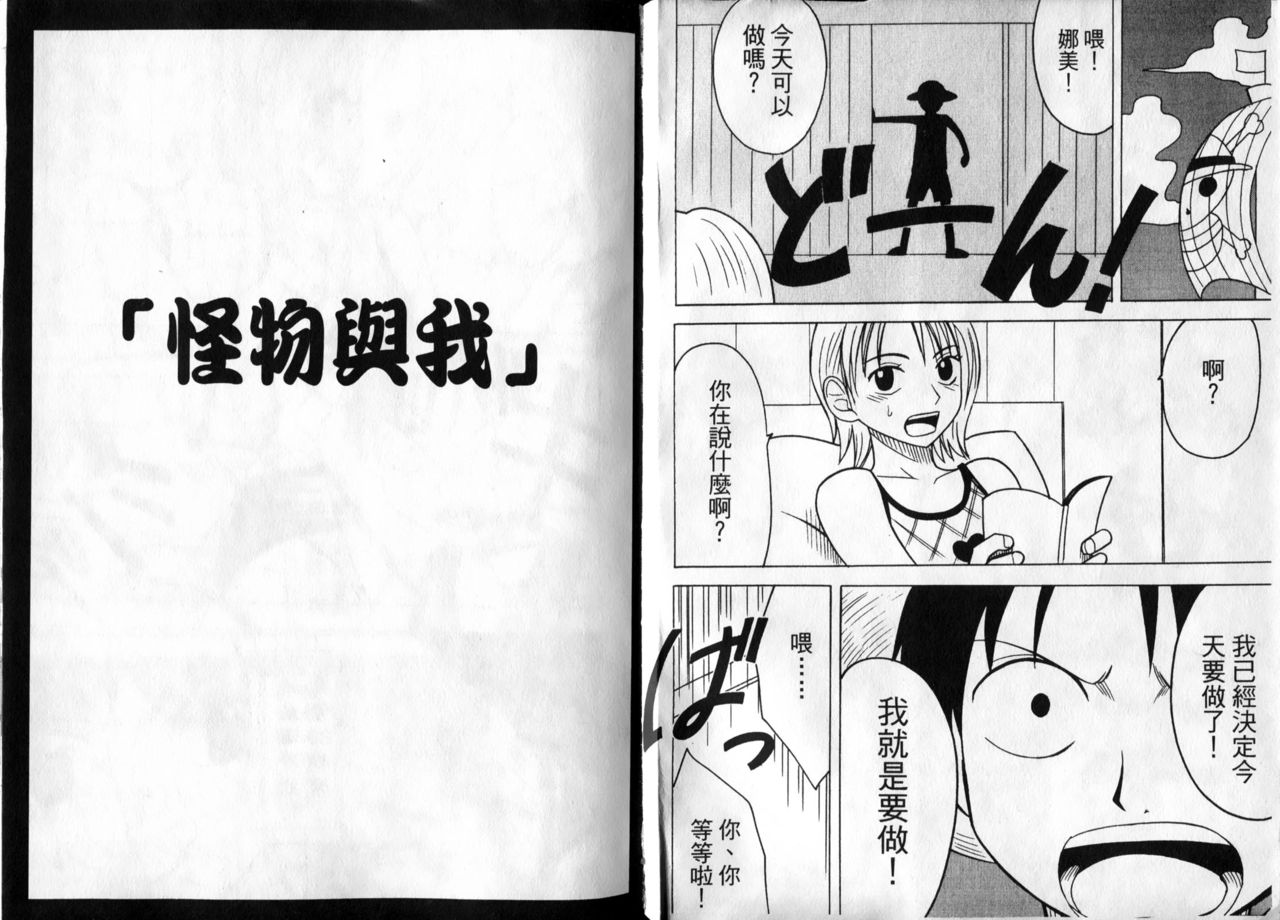 喂！
娜美！
今天可以
做嗎？
どーん！
啊？
你在說什麼啊？
我已經決定今
天要做了！
我就是要做！
喂……
ばっ
你、你
等等啦！
「怪物與我」